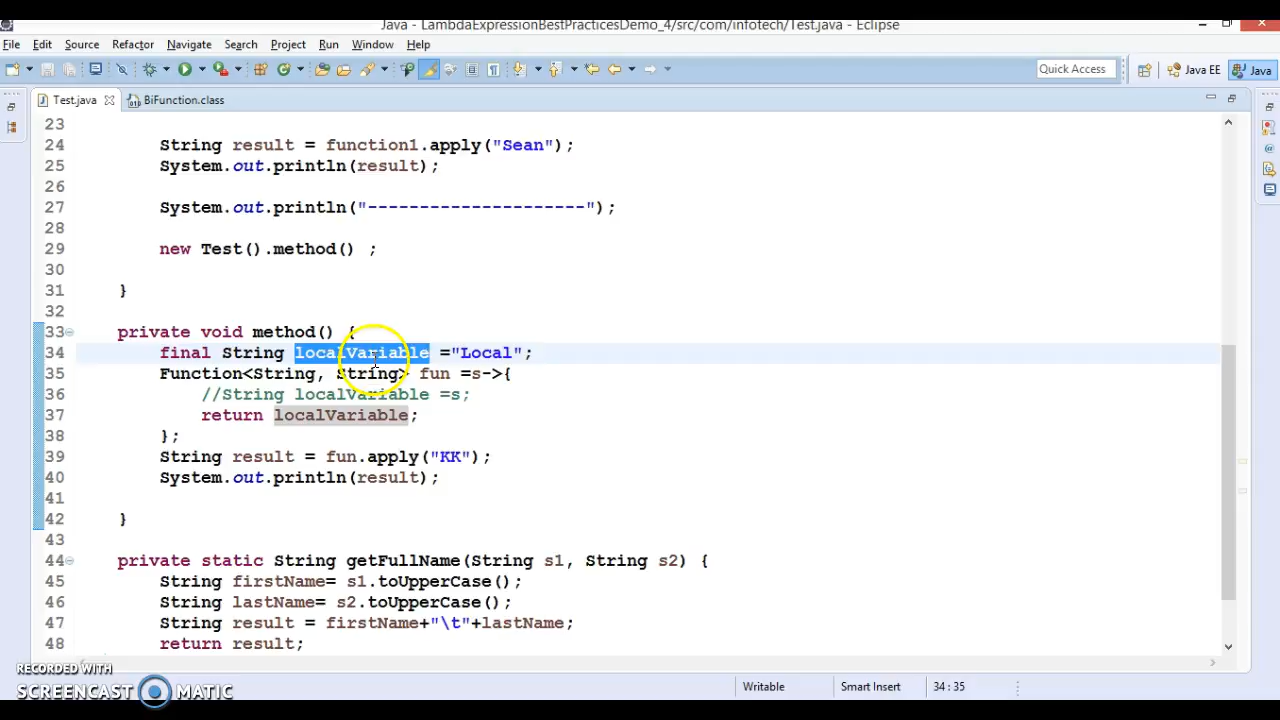 Java - LambdaExpressionBestPracticesDemo_4/src/com/infotech/Test.java - Eclipse
File Edit Source Refactor Navigate Search Project Run Window Help
Quick Access Java EE Java
Test.java BiFunction.class
23
24 String result = function1.apply("Sean");
25 System.out.println(result);
26
27 System.out.println("---------------------");
28
29 new Test().method() ;
30
31 }
32
33 private void method() {
34 final String localVariable ="Local";
35 Function<String, String> fun =s->{
36 //String localVariable =s;
37 return localVariable;
38 };
39 String result = fun.apply("KK");
40 System.out.println(result);
41
42 }
43
44 private static String getFullName(String s1, String s2) {
45 String firstName= s1.toUpperCase();
46 String lastName= s2.toUpperCase();
47 String result = firstName+"\t"+lastName;
48 return result;
RECORDED WITH
SCREENCAST MATIC
Writable Smart Insert 34 : 35